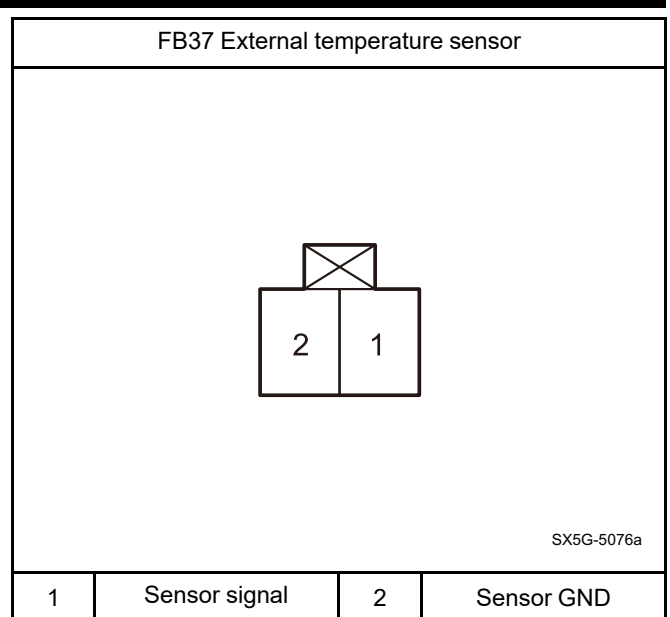 FB37 External temperature sensor
2 1
SX5G-5076a
1 Sensor signal 2 Sensor GND